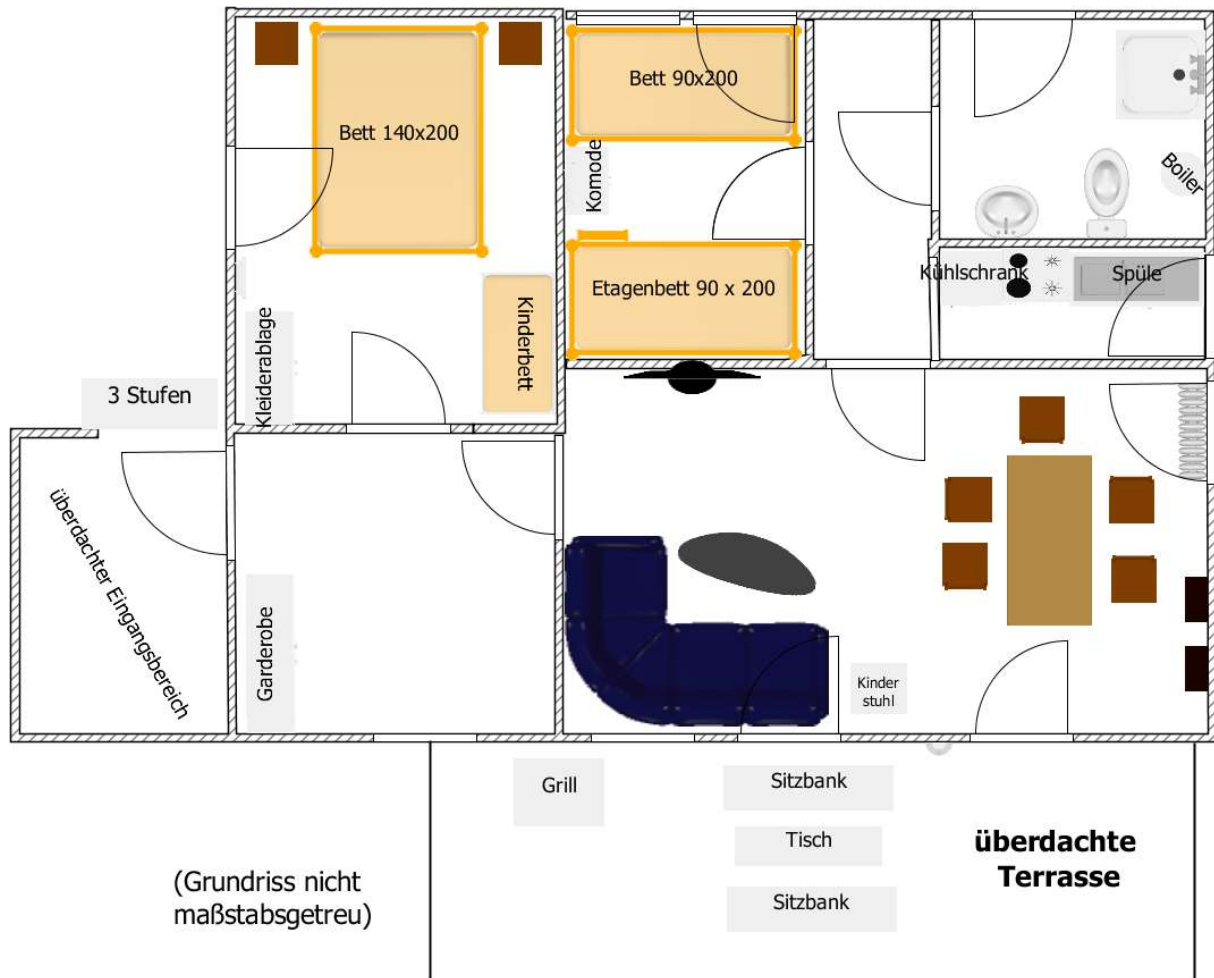 Bett 140x200
Bett 90x200
Komode
Boiler
Etagenbett 90 x 200
Kühlschrank
Spüle
Kleiderablage
Kinderbett
3 Stufen
überdachter Eingangsbereich
Garderobe
Kinder
stuhl
Grill
Sitzbank
Tisch
Sitzbank
überdachte
Terrasse
(Grundriss nicht
maßstabsgetreu)